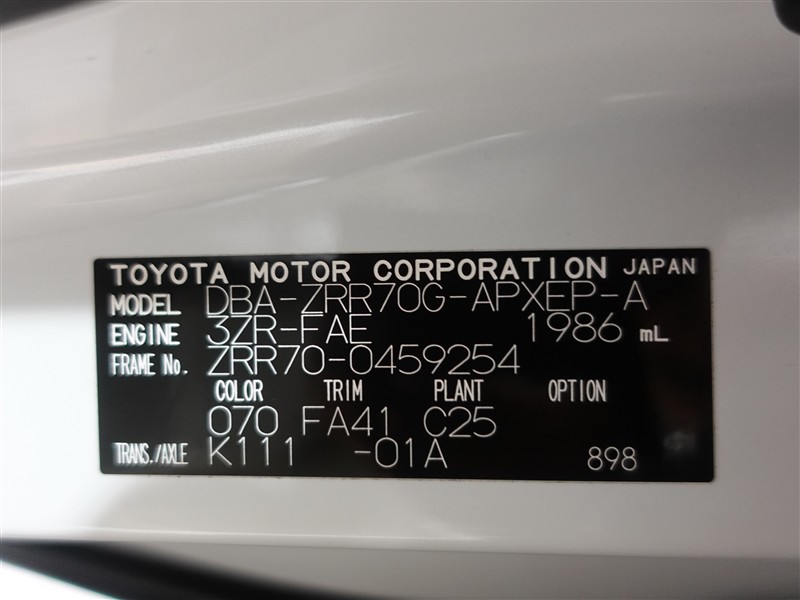 TOYOTA MOTOR CORPORATION JAPAN
MODEL DBA-ZRR70G-APXEP-A
ENGINE 3ZR-FAE 1986 mL
FRAME No. ZRR70-0459254
COLOR TRIM PLANT OPTION
070 FA41 C25
TRANS./AXLE K111 -01A 898